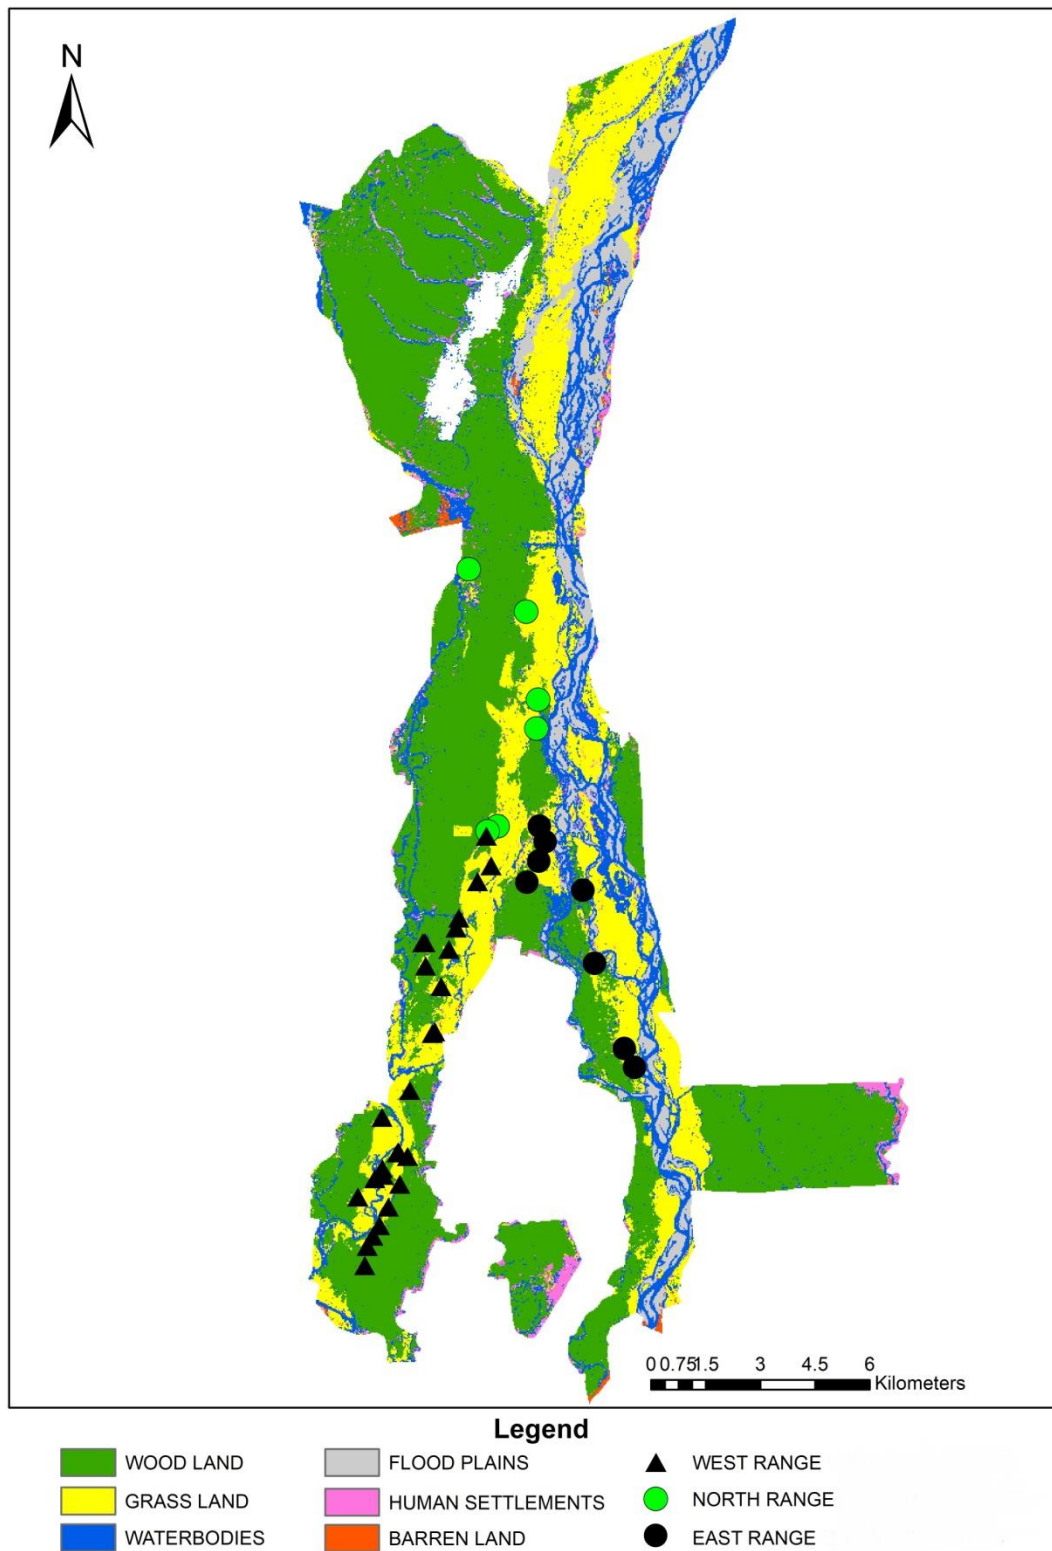 N
0 0.75 1.5 3 4.5 6
Kilometers
Legend
WOOD LAND
GRASS LAND
WATERBODIES
FLOOD PLAINS
HUMAN SETTLEMENTS
BARREN LAND
WEST RANGE
NORTH RANGE
EAST RANGE